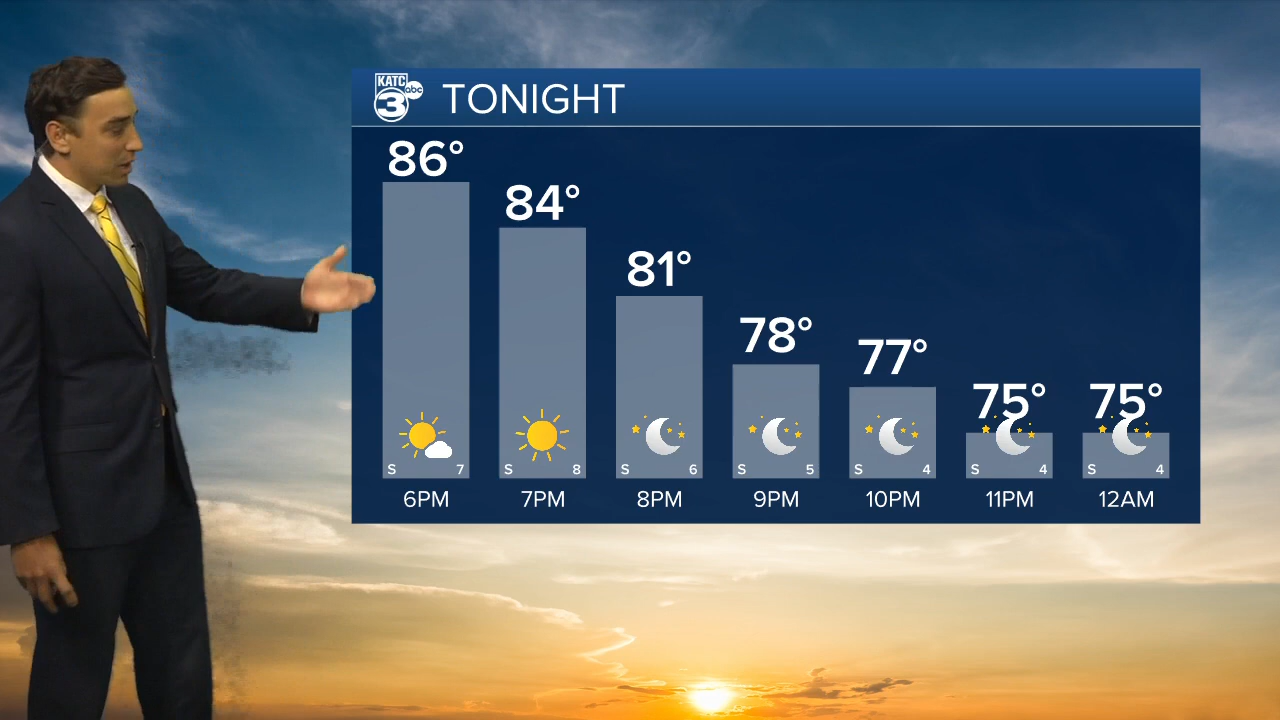 KATC
abc
3
TONIGHT
86°
84°
81°
78°
77°
75°
75°
S 7
S 8
S 6
S 5
S 4
S 4
S 4
6PM
7PM
8PM
9PM
10PM
11PM
12AM